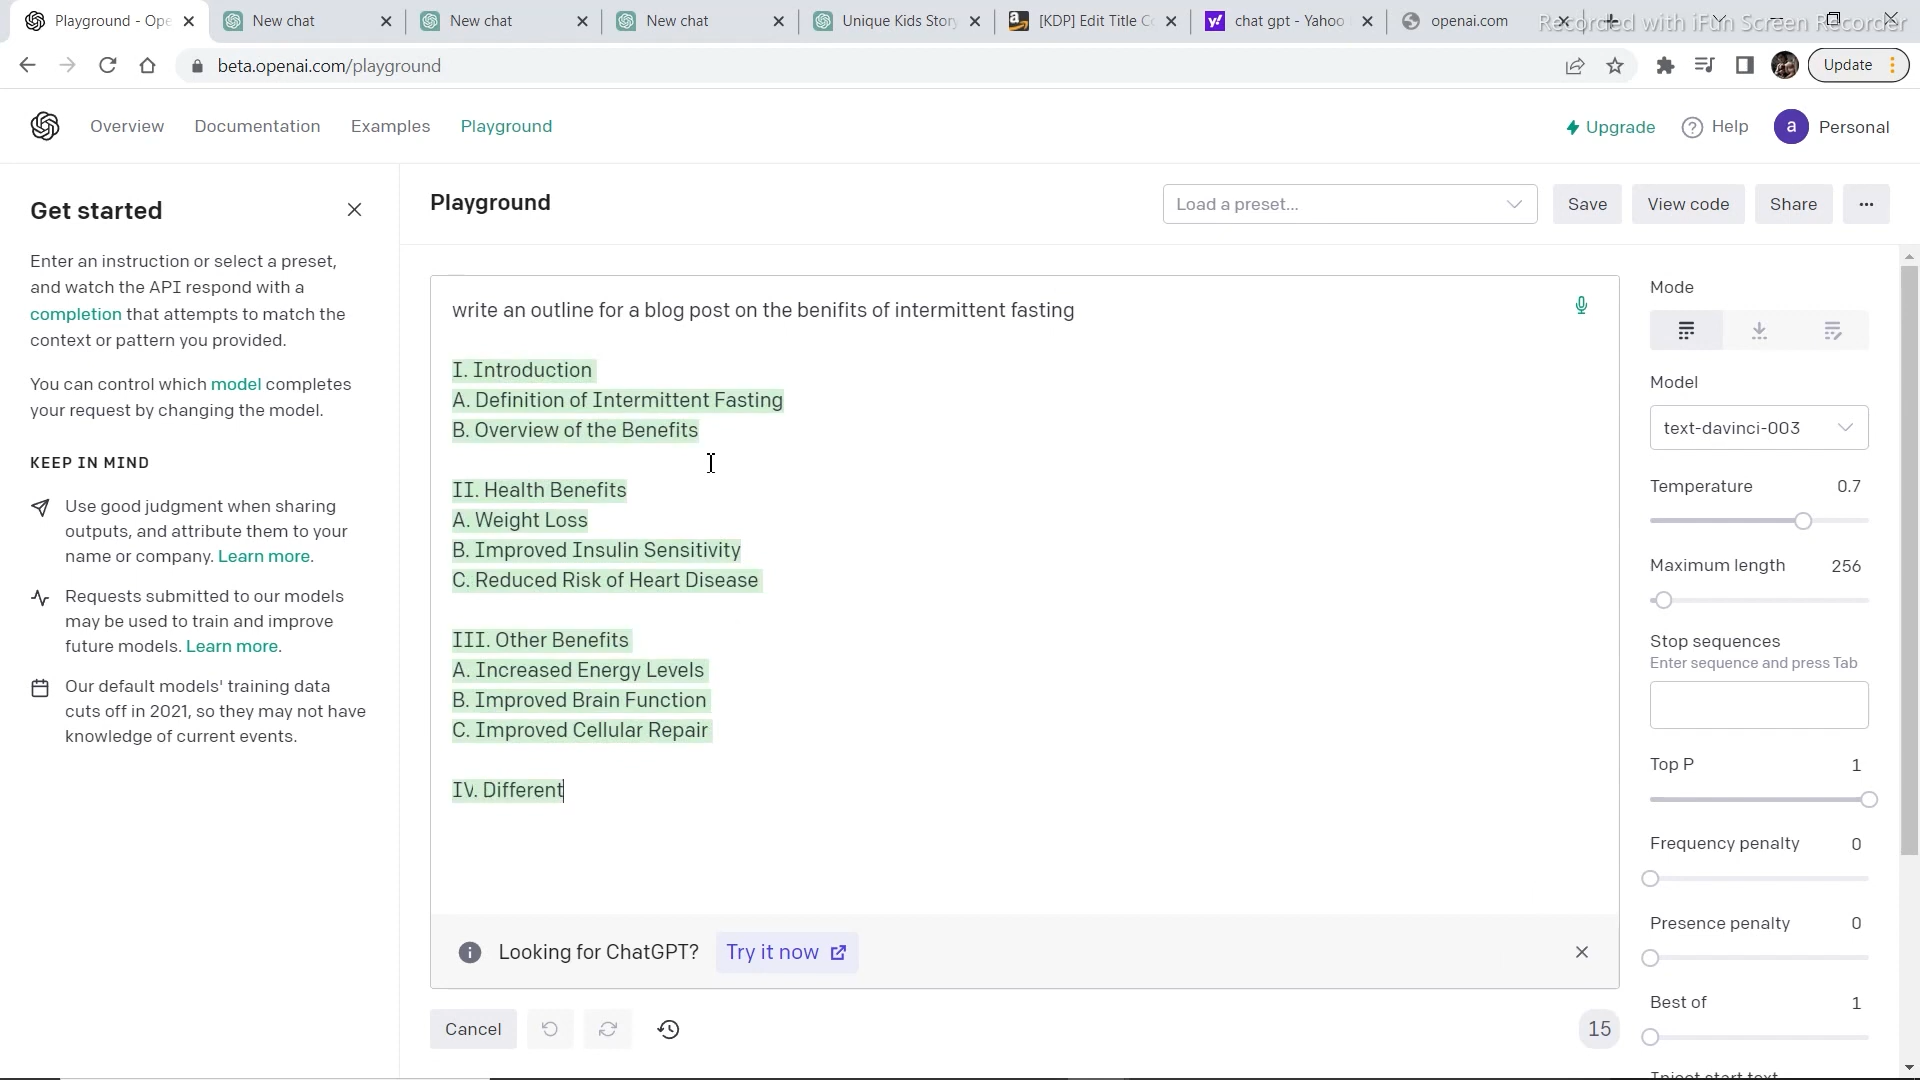 Playground - Ope
New chat
New chat
New chat
Unique Kids Story
[KDP] Edit Title Co
chat gpt - Yahoo
openai.com
Recorded with iFun Screen Recorder
beta.openai.com/playground
Update
Overview
Documentation
Examples
Playground
Upgrade
Help
a
Personal
Get started
Enter an instruction or select a preset,
and watch the API respond with a
completion that attempts to match the
context or pattern you provided.
You can control which model completes
your request by changing the model.
KEEP IN MIND
Use good judgment when sharing
outputs, and attribute them to your
name or company. Learn more.
Requests submitted to our models
may be used to train and improve
future models. Learn more.
Our default models' training data
cuts off in 2021, so they may not have
knowledge of current events.
Playground
Load a preset...
Save
View code
Share
...
write an outline for a blog post on the benifits of intermittent fasting
I. Introduction
A. Definition of Intermittent Fasting
B. Overview of the Benefits
II. Health Benefits
A. Weight Loss
B. Improved Insulin Sensitivity
C. Reduced Risk of Heart Disease
III. Other Benefits
A. Increased Energy Levels
B. Improved Brain Function
C. Improved Cellular Repair
IV. Different
Looking for ChatGPT?
Try it now
Cancel
15
Mode
Model
text-davinci-003
Temperature 0.7
Maximum length 256
Stop sequences
Enter sequence and press Tab
Top P 1
Frequency penalty 0
Presence penalty 0
Best of 1
Inject start text